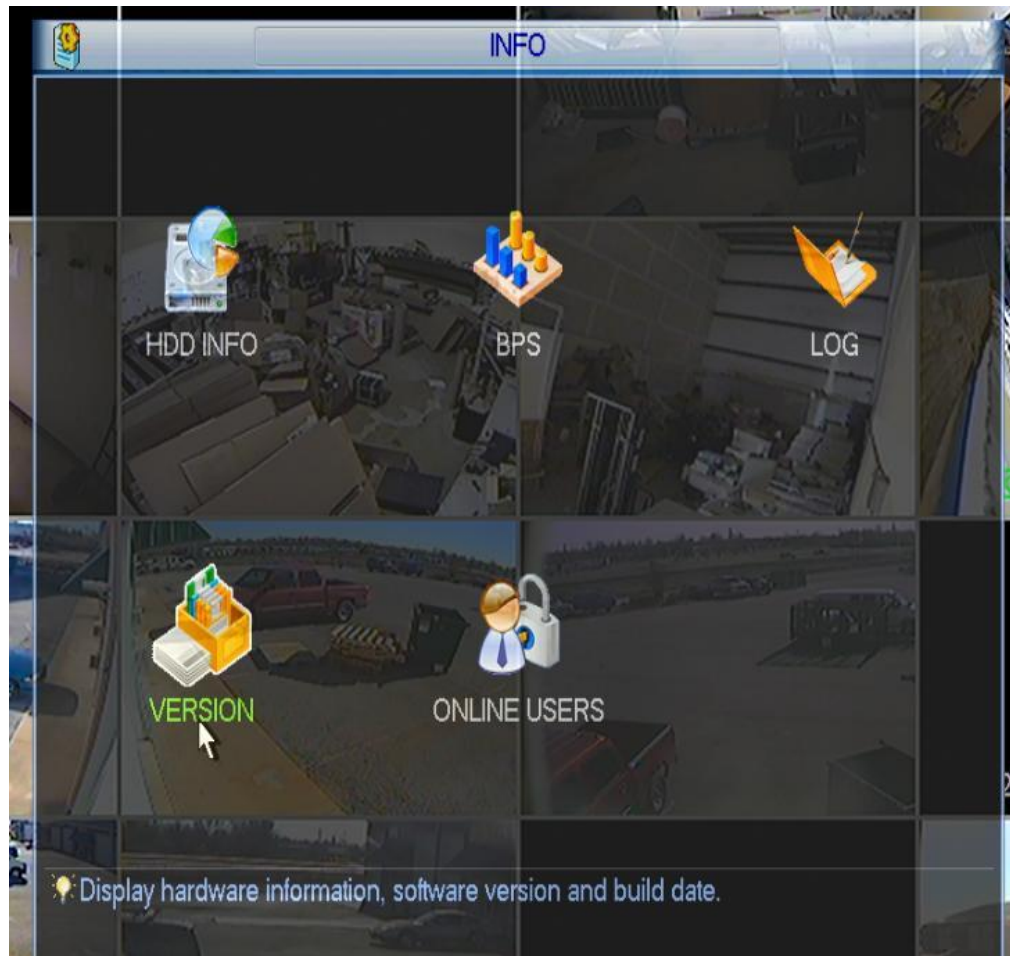 INFO
HDD INFO
BPS
LOG
VERSION
ONLINE USERS
Display hardware information, software version and build date.